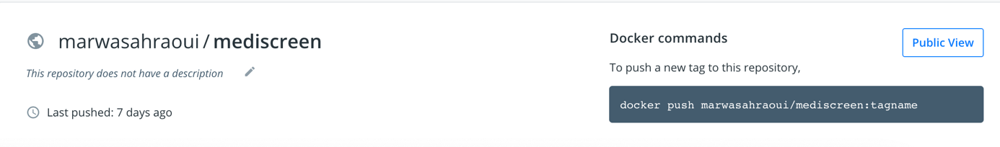 marwasahraoui / mediscreen
This repository does not have a description
Last pushed: 7 days ago
Docker commands
Public View
To push a new tag to this repository,
docker push marwasahraoui/mediscreen:tagname